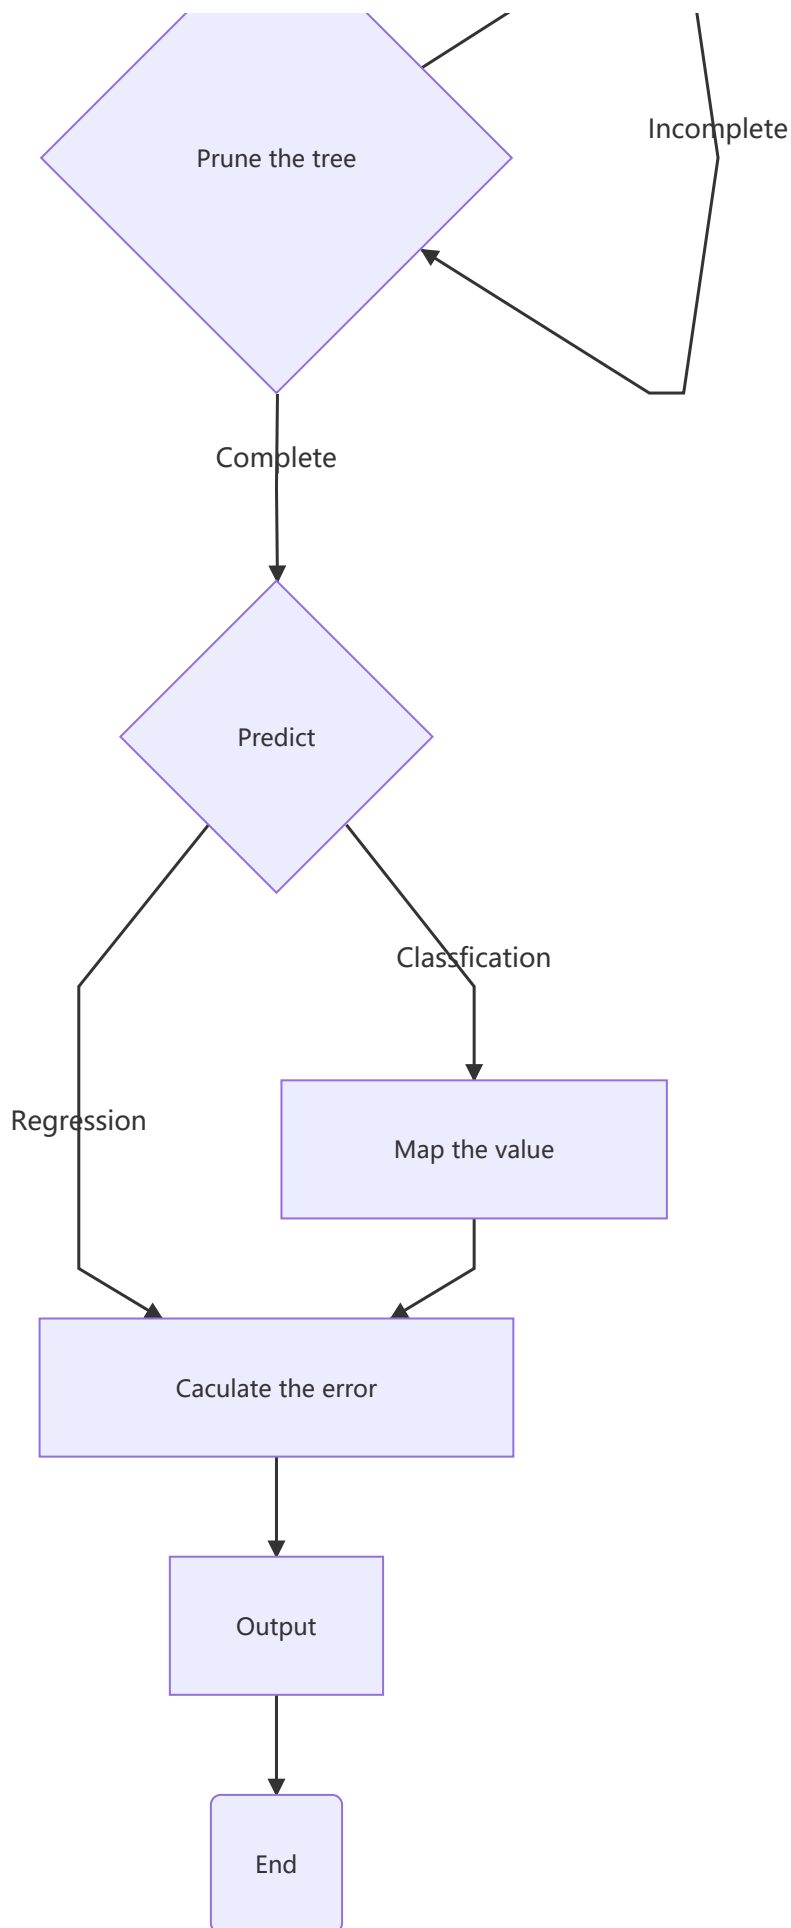 Incomplete
Prune the tree
Complete
Predict
Classfication
Regression
Map the value
Caculate the error
Output
End